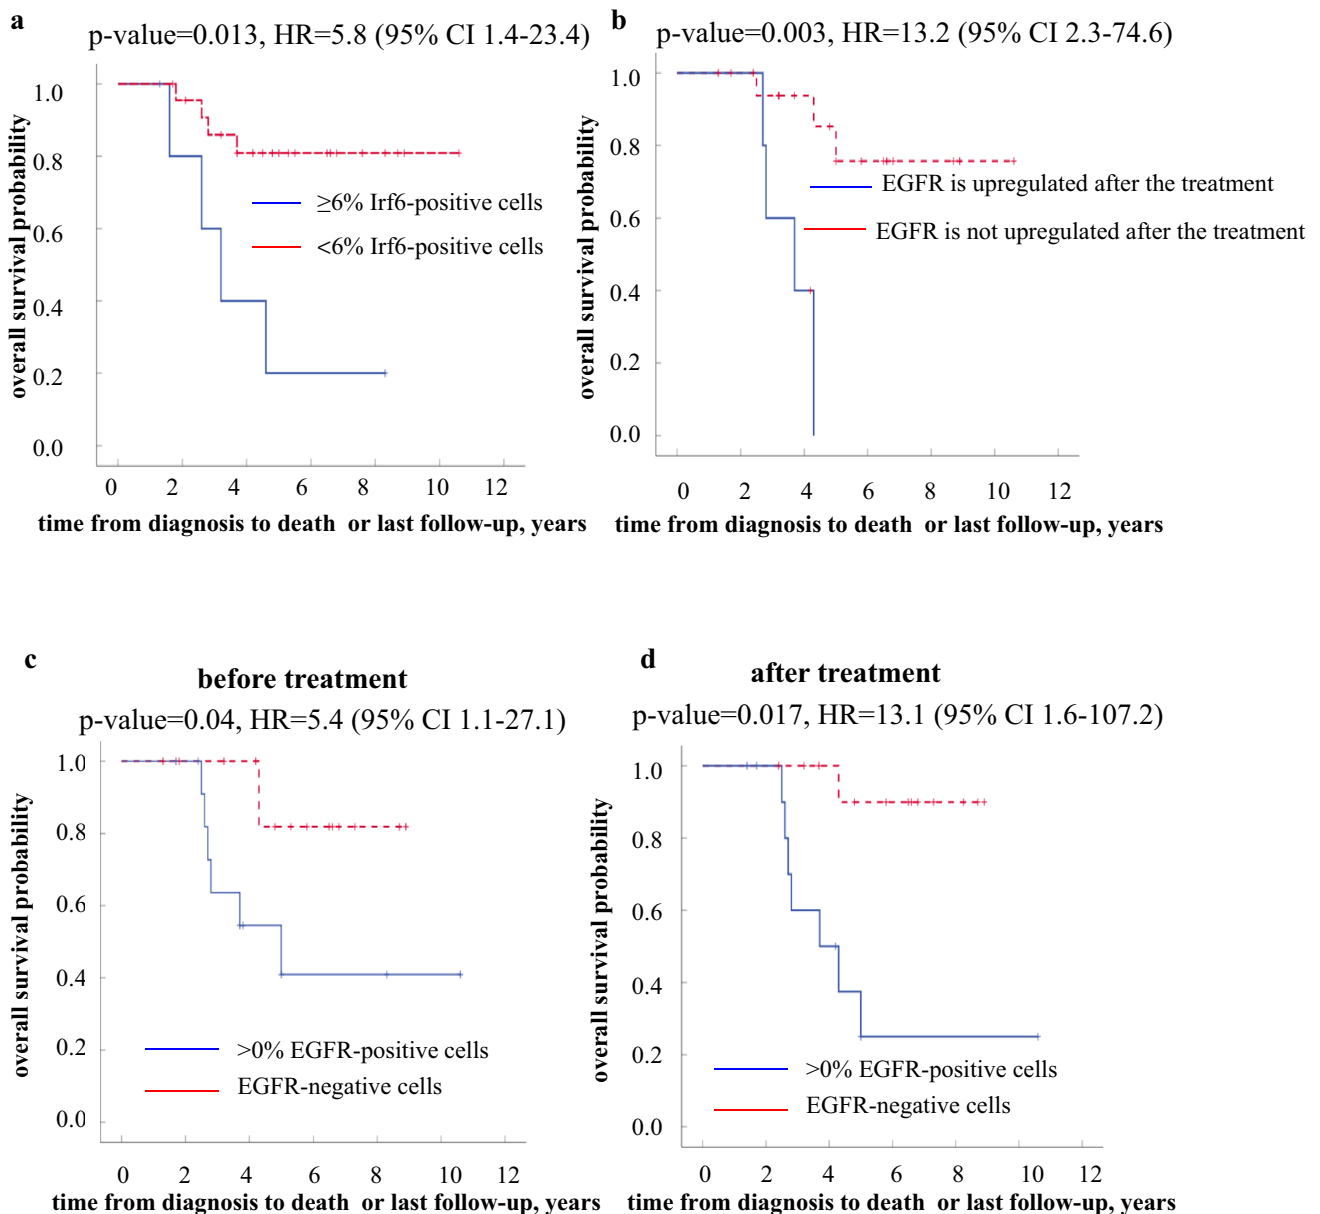 a
p-value=0.013, HR=5.8 (95% CI 1.4-23.4)
overall survival probability
1.0
0.8
0.6
0.4
0.2
0.0
≥6% Irf6-positive cells
<6% Irf6-positive cells
0 2 4 6 8 10 12
time from diagnosis to death or last follow-up, years
b
p-value=0.003, HR=13.2 (95% CI 2.3-74.6)
overall survival probability
1.0
0.8
0.6
0.4
0.2
0.0
EGFR is upregulated after the treatment
EGFR is not upregulated after the treatment
0 2 4 6 8 10 12
time from diagnosis to death or last follow-up, years
c
before treatment
p-value=0.04, HR=5.4 (95% CI 1.1-27.1)
overall survival probability
1.0
0.8
0.6
0.4
0.2
0.0
>0% EGFR-positive cells
EGFR-negative cells
0 2 4 6 8 10 12
time from diagnosis to death or last follow-up, years
d
after treatment
p-value=0.017, HR=13.1 (95% CI 1.6-107.2)
overall survival probability
1.0
0.8
0.6
0.4
0.2
0.0
>0% EGFR-positive cells
EGFR-negative cells
0 2 4 6 8 10 12
time from diagnosis to death or last follow-up, years